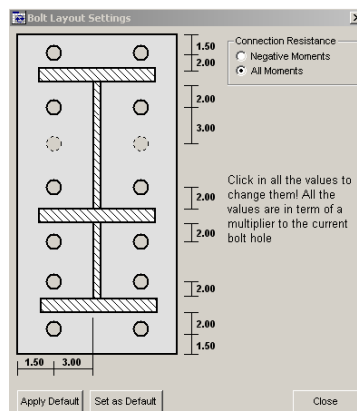 Bolt Layout Settings
Connection Resistance
Negative Moments
All Moments
1.50
2.00
2.00
3.00
2.00
2.00
2.00
2.00
1.50
Click in all the values to
change them! All the
values are in term of a
multiplier to the current
bolt hole
1.50 3.00
Apply Default Set as Default Close